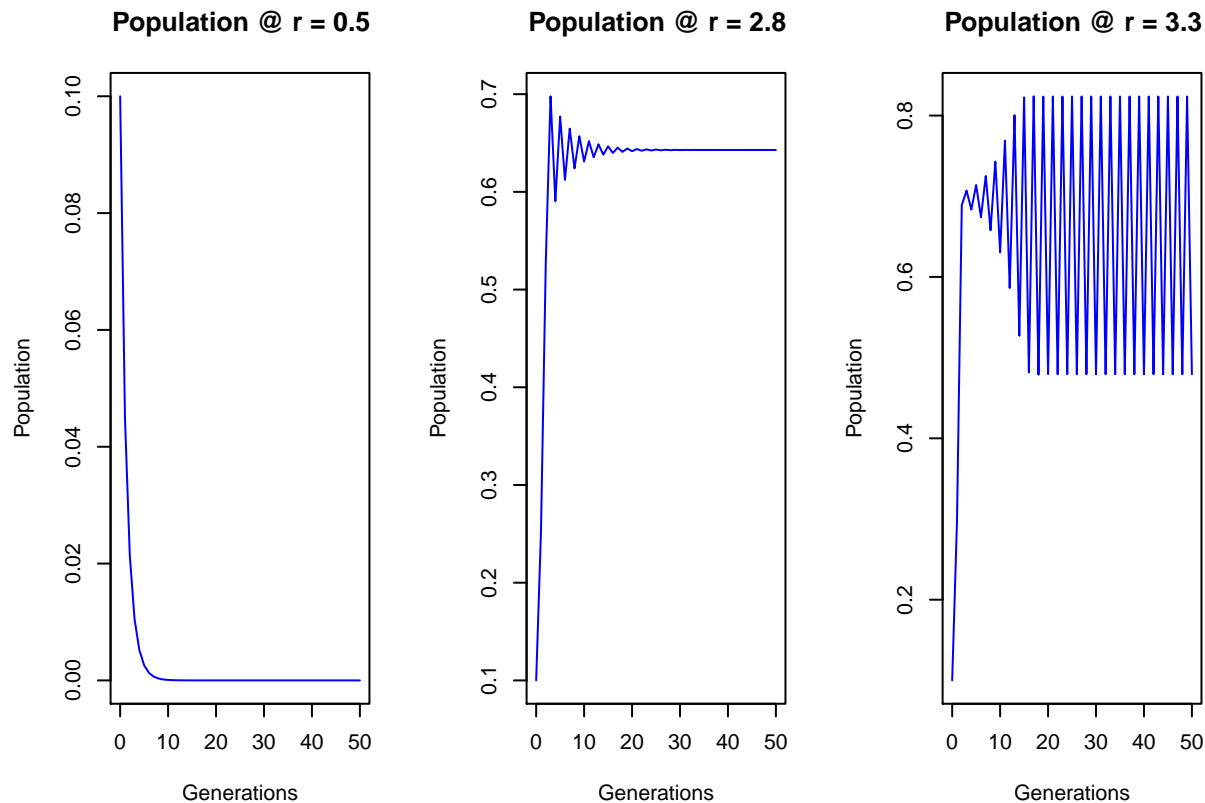 Population @ r = 0.5
Population
0.10
0.08
0.06
0.04
0.02
0.00
0 10 20 30 40 50
Generations
Population @ r = 2.8
Population
0.7
0.6
0.5
0.4
0.3
0.2
0.1
0 10 20 30 40 50
Generations
Population @ r = 3.3
Population
0.8
0.6
0.4
0.2
0 10 20 30 40 50
Generations